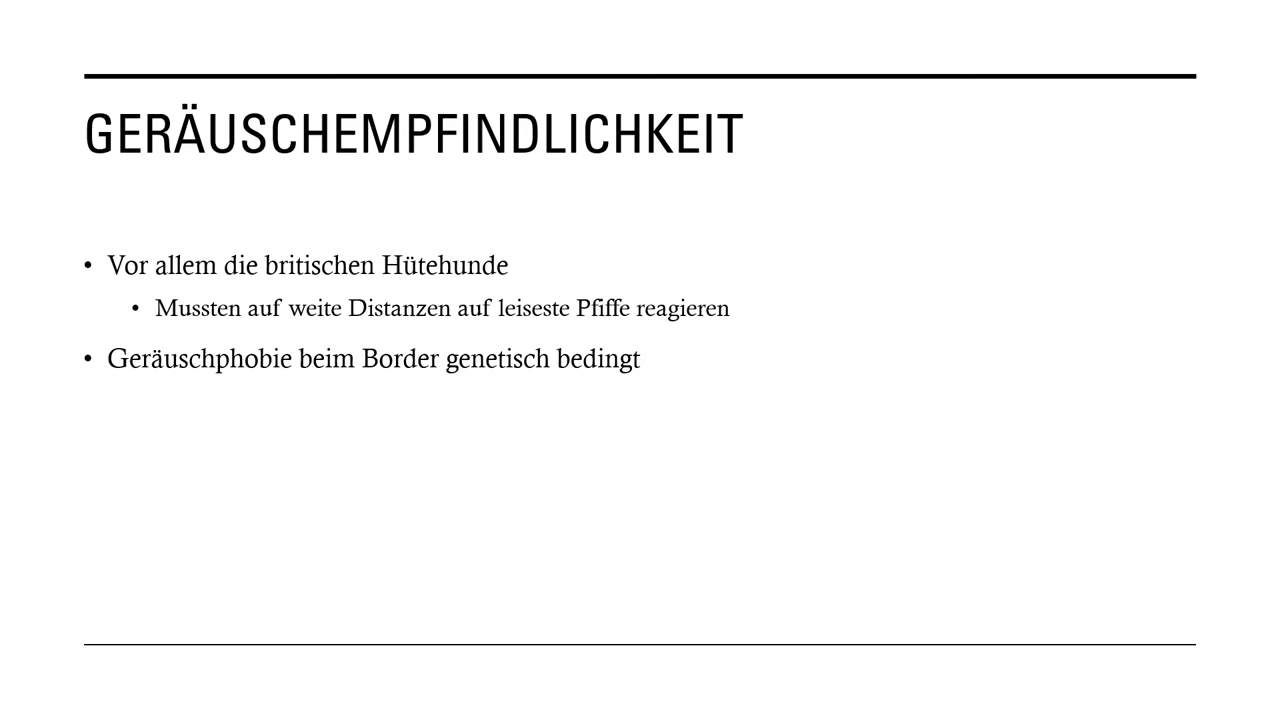 GERÄUSCHEMPFINDLICHKEIT
• Vor allem die britischen Hütehunde
• Mussten auf weite Distanzen auf leiseste Pfiffe reagieren
• Geräuschphobie beim Border genetisch bedingt